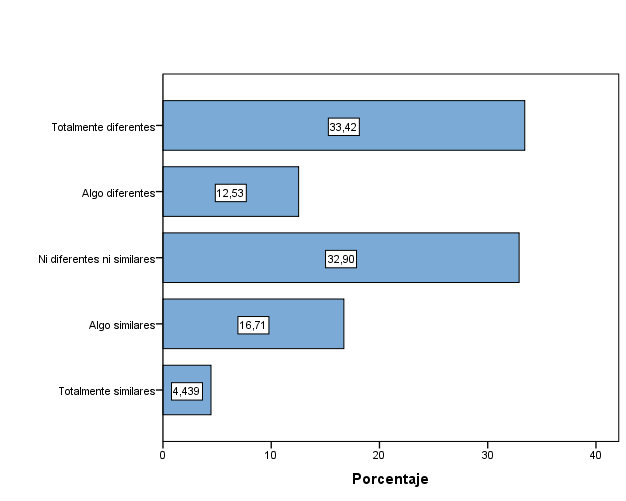 Totalmente diferentes
33,42
Algo diferentes
12,53
Ni diferentes ni similares
32,90
Algo similares
16,71
Totalmente similares
4,439
0 10 20 30 40
Porcentaje